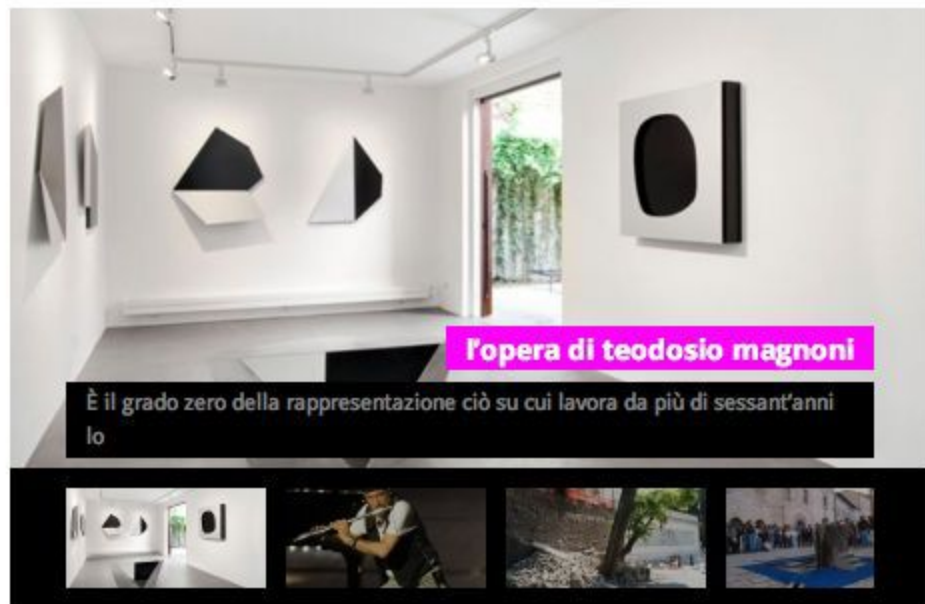 l'opera di teodosio magnoni
È il grado zero della rappresentazione ciò su cui lavora da più di sessant'anni
lo